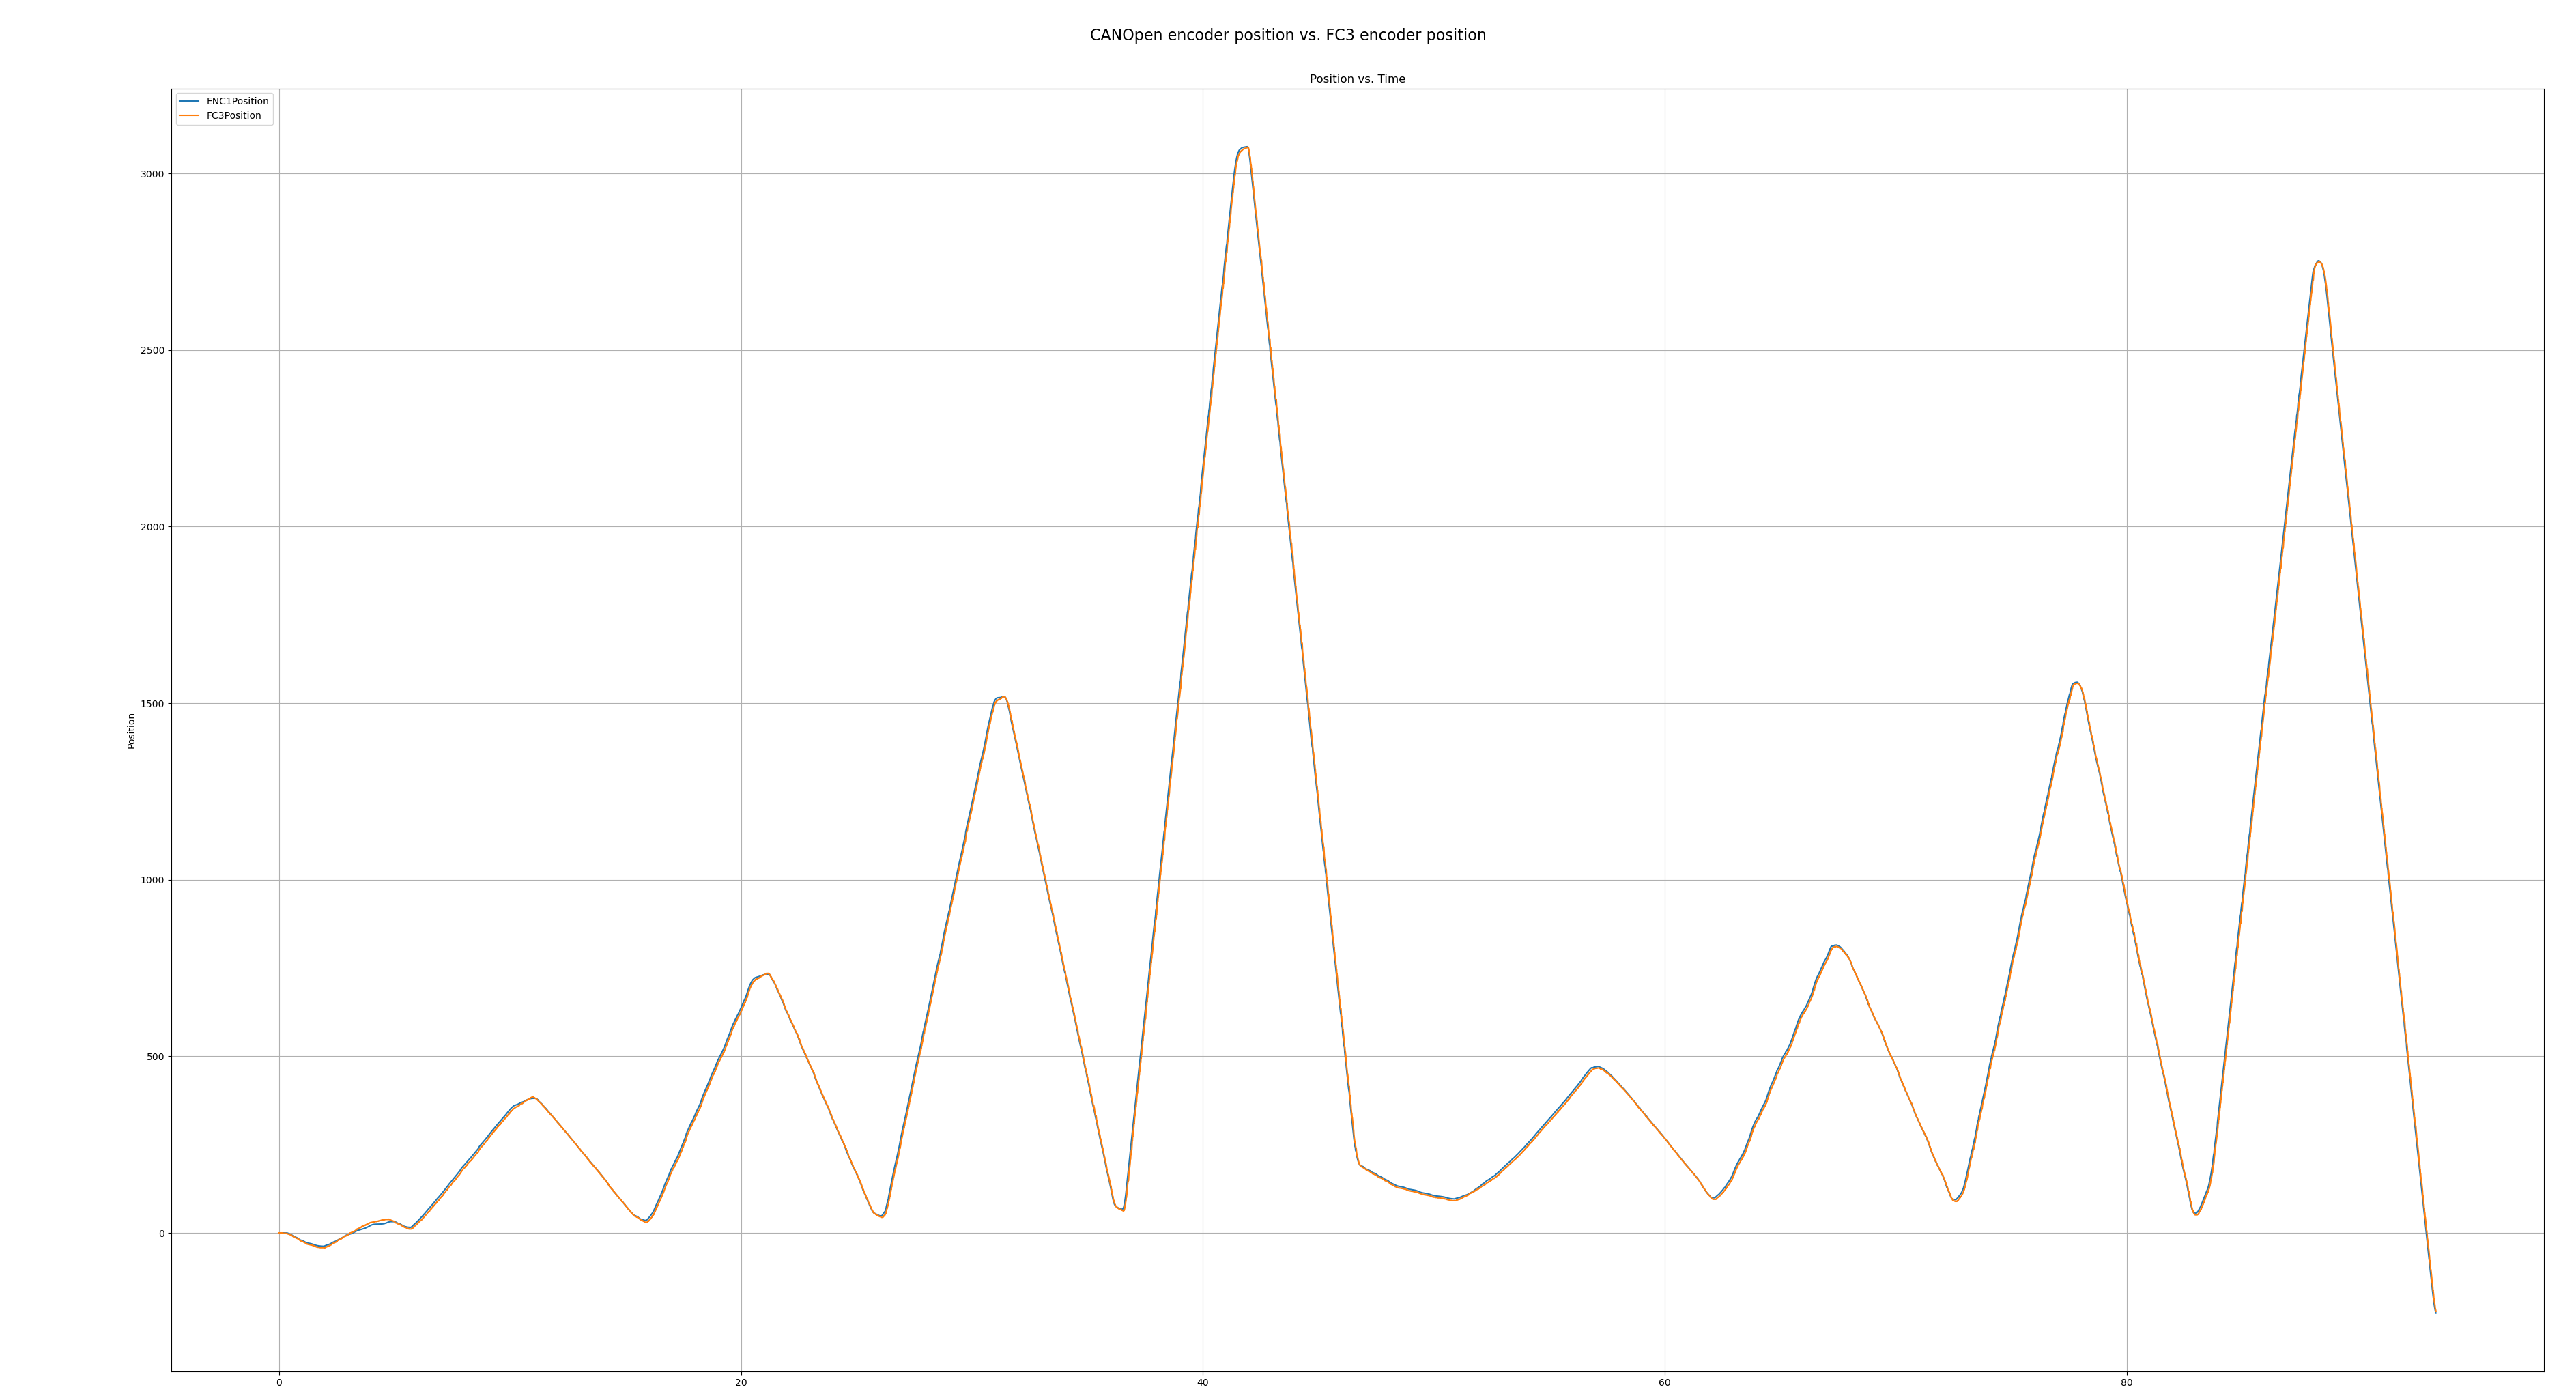 CANOpen encoder position vs. FC3 encoder position
Position vs. Time
ENC1Position
FC3Position
3000
2500
2000
1500
1000
500
0
Position
0 20 40 60 80